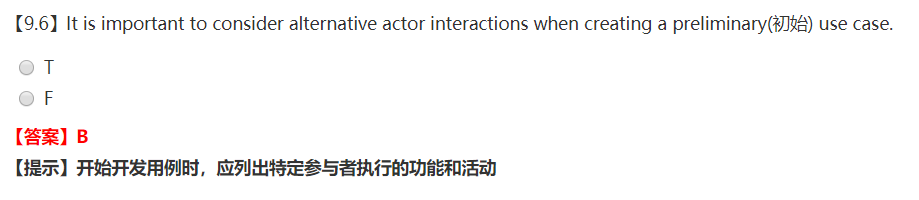 【9.6】It is important to consider alternative actor interactions when creating a preliminary(初始) use case.
T
F
【答案】B
【提示】开始开发用例时，应列出特定参与者执行的功能和活动